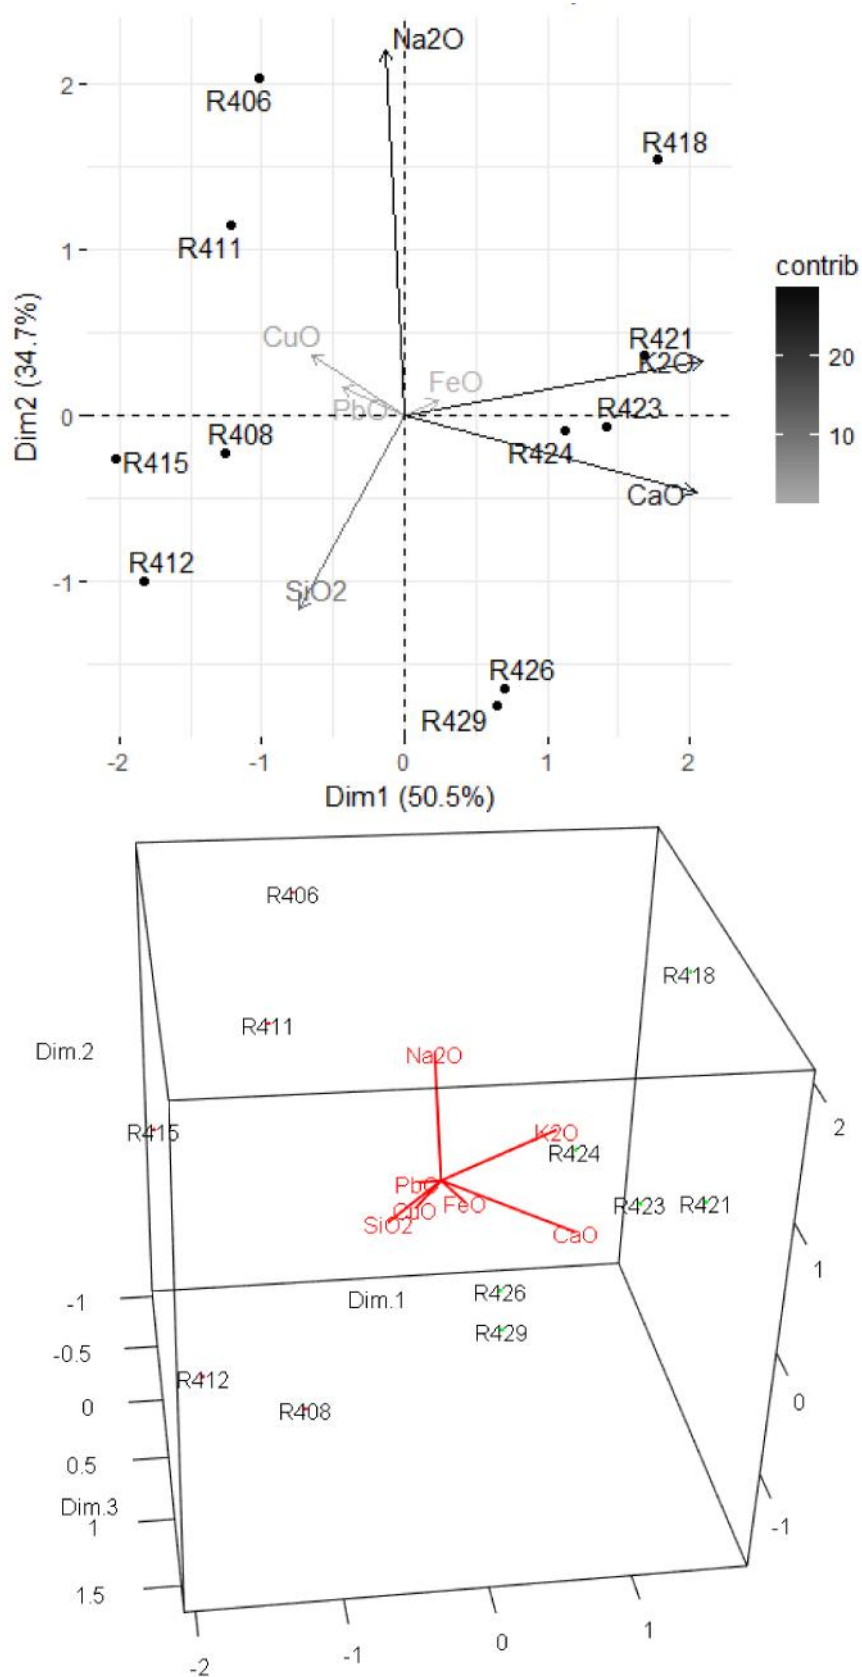 Na2O
2
R406
R418
R411
1
contrib
CuO
R421
K2O
20
FeO
PbO
R423
0
Dim2 (34.7%)
R408
R424
10
R415
CaO
R412
SiO2
-1
R426
R429
-2
-1
0
1
2
Dim1 (50.5%)
R406
R418
R411
Dim.2
Na2O
R415
K2O
2
R424
PbO
CuO
FeO
R423
R421
SiO2
CaO
1
R426
-1
Dim.1
R429
-0.5
R412
0
0
R408
0.5
Dim.3
1
-1
1.5
-2
-1
0
1